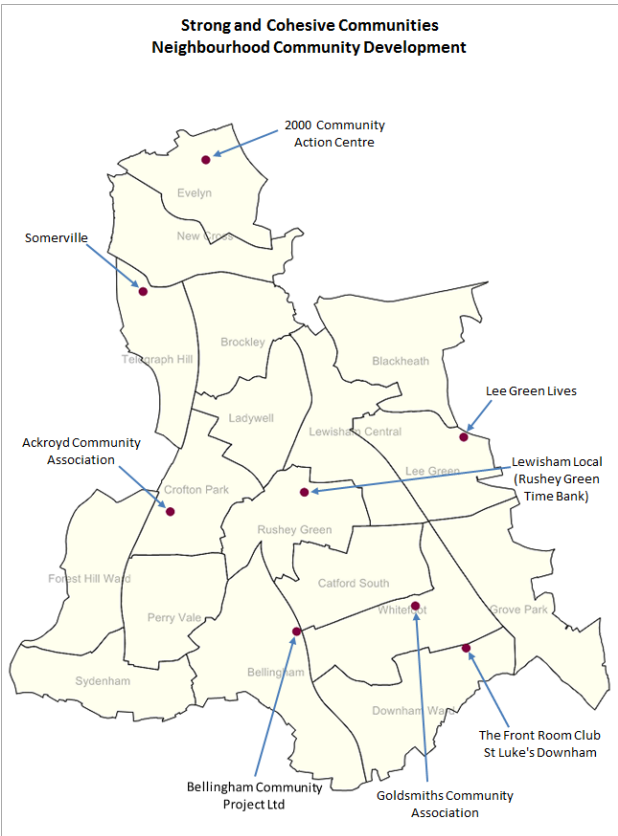 Strong and Cohesive Communities
Neighbourhood Community Development
2000 Community
Action Centre
Evelyn
New Cross
Somerville
Brockley
Telegraph Hill
Blackheath
Lee Green Lives
Ladywell
Lewisham Central
Ackroyd Community
Association
Lee Green
Lewisham Local
(Rushey Green
Time Bank)
Crofton Park
Rushey Green
Forest Hill Ward
Catford South
Perry Vale
Whitefoot
Grove Park
Sydenham
Bellingham
Downham Ward
The Front Room Club
St Luke's Downham
Bellingham Community
Project Ltd
Goldsmiths Community
Association